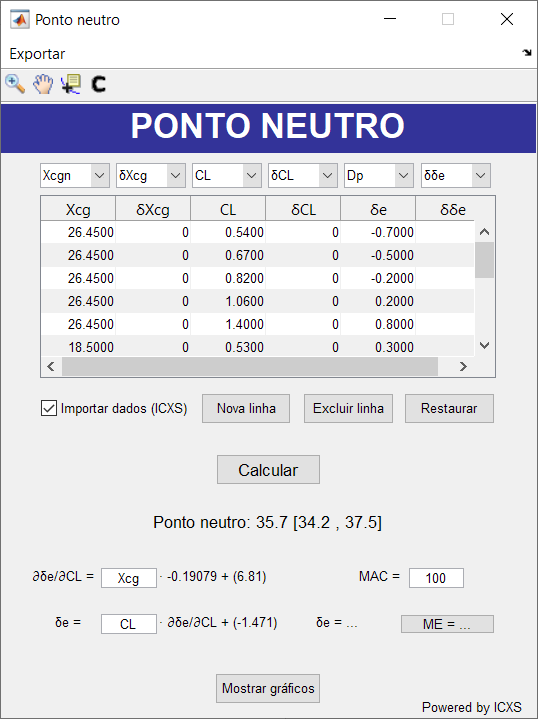 Ponto neutro
Exportar
C
PONTO NEUTRO
Xcgn δXcg CL δCL Dp δδe
Xcg δXcg CL δCL δe δδe
26.4500 0 0.5400 0 -0.7000
26.4500 0 0.6700 0 -0.5000
26.4500 0 0.8200 0 -0.2000
26.4500 0 1.0600 0 0.2000
26.4500 0 1.4000 0 0.8000
18.5000 0 0.5300 0 0.3000
Importar dados (ICXS) Nova linha Excluir linha Restaurar
Calcular
Ponto neutro: 35.7 [34.2 , 37.5]
∂δe/∂CL = Xcg · -0.19079 + (6.81) MAC = 100
δe = CL · ∂δe/∂CL + (-1.471) δe = ... ME = ...
Mostrar gráficos
Powered by ICXS